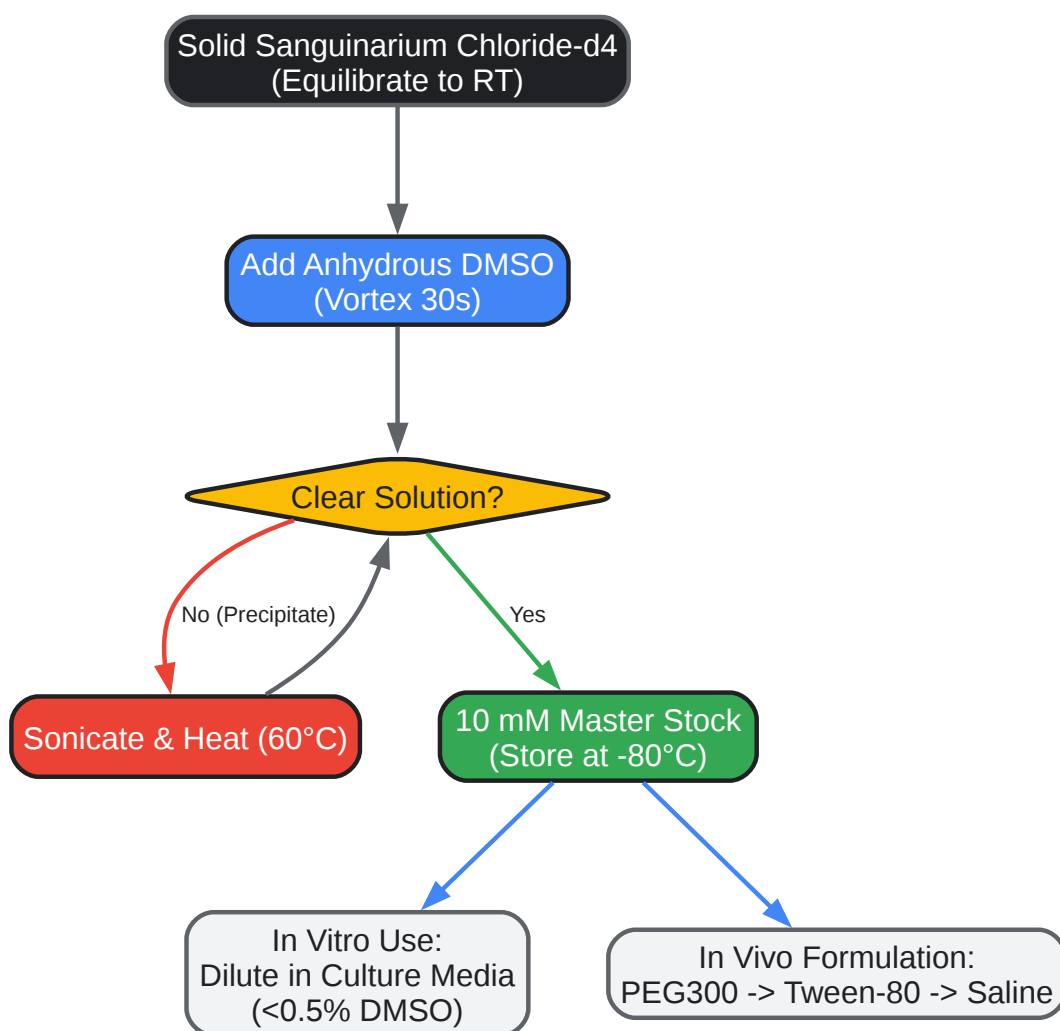 Solid Sanguinarium Chloride-d4
(Equilibrate to RT)
Add Anhydrous DMSO
(Vortex 30s)
Clear Solution?
No (Precipitate)
Yes
Sonicate & Heat (60°C)
10 mM Master Stock
(Store at -80°C)
In Vitro Use:
Dilute in Culture Media
(<0.5% DMSO)
In Vivo Formulation:
PEG300 -> Tween-80 -> Saline